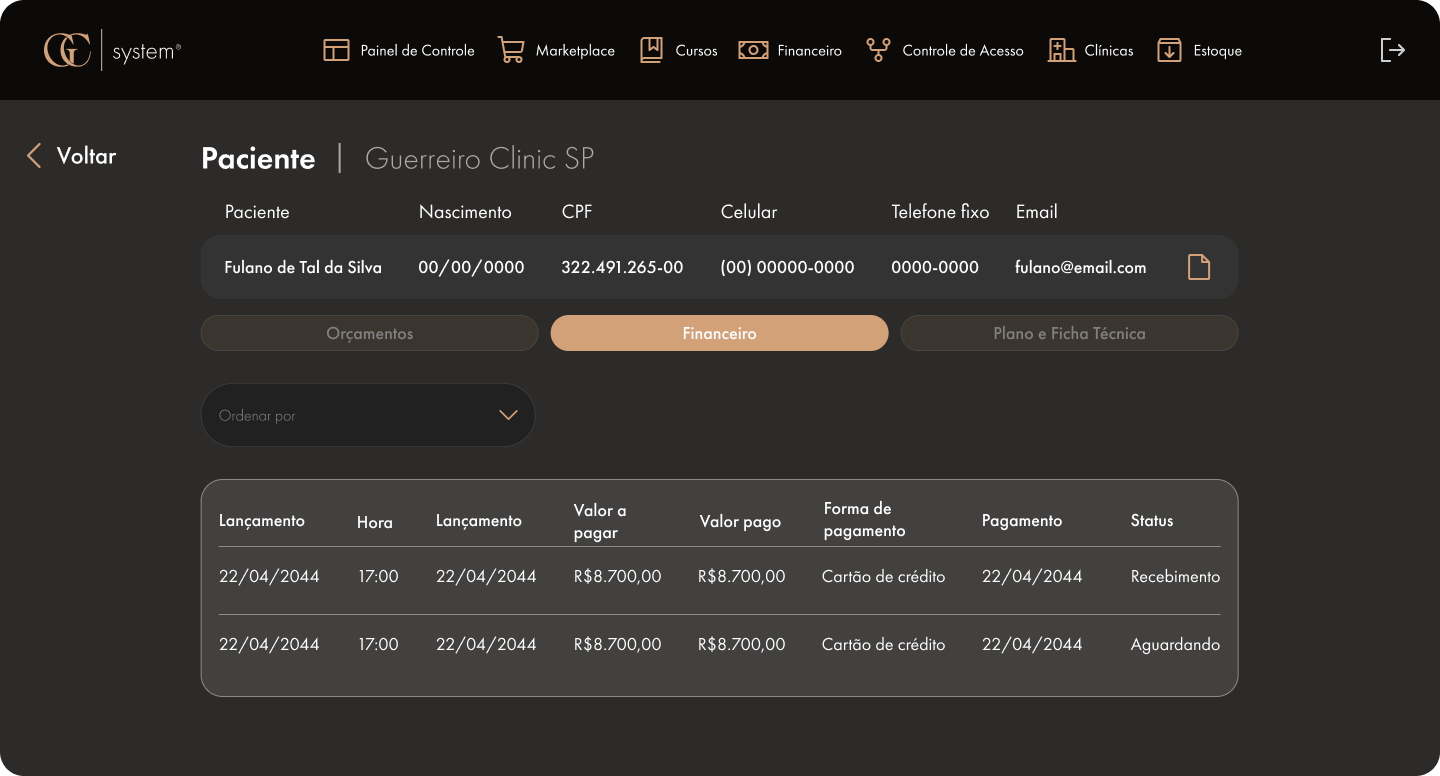 GC system®
Painel de Controle
Marketplace
Cursos
Financeiro
Controle de Acesso
Clínicas
Estoque
Voltar
Paciente | Guerreiro Clinic SP
Paciente Nascimento CPF Celular Telefone fixo Email
Fulano de Tal da Silva 00/00/0000 322.491.265-00 (00) 00000-0000 0000-0000 fulano@email.com
Orçamentos
Financeiro
Plano e Ficha Técnica
Ordenar por
Lançamento
Hora
Lançamento
Valor a
pagar
Valor pago
Forma de
pagamento
Pagamento
Status
22/04/2044 17:00 22/04/2044 R$8.700,00 R$8.700,00 Cartão de crédito 22/04/2044 Recebimento
22/04/2044 17:00 22/04/2044 R$8.700,00 R$8.700,00 Cartão de crédito 22/04/2044 Aguardando